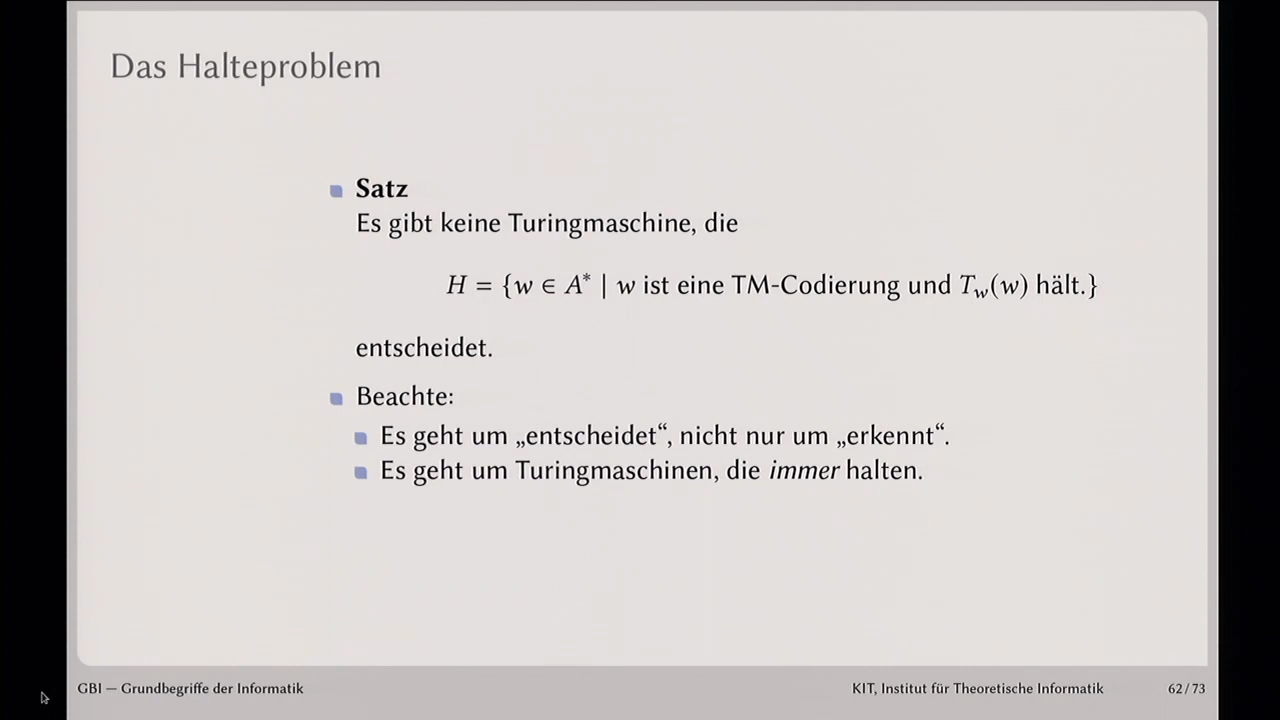 Das Halteproblem
Satz
Es gibt keine Turingmaschine, die
H = {w ∈ A* | w ist eine TM-Codierung und T_w(w) hält.}
entscheidet.
Beachte:
Es geht um „entscheidet“, nicht nur um „erkennt“.
Es geht um Turingmaschinen, die immer halten.
GBI — Grundbegriffe der Informatik
KIT, Institut für Theoretische Informatik
62 / 73